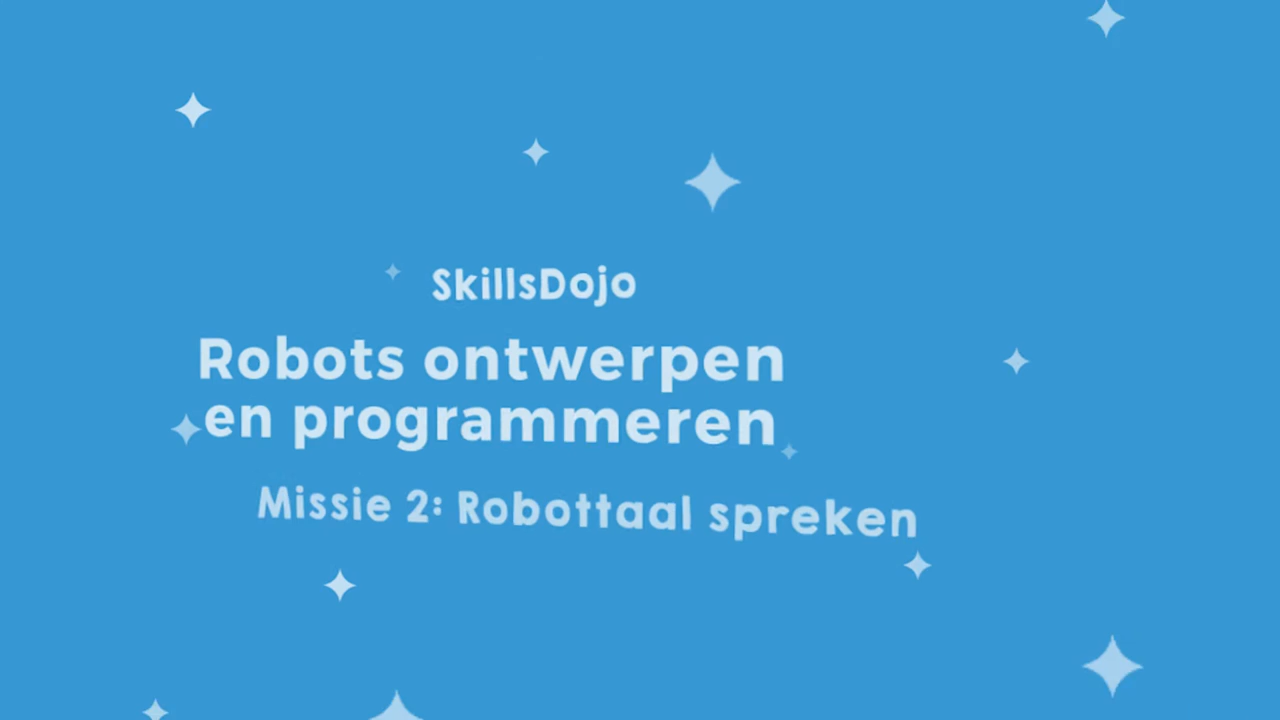 SkillsDojo
Robots ontwerpen
en programmeren
Missie 2: Robottaal spreken